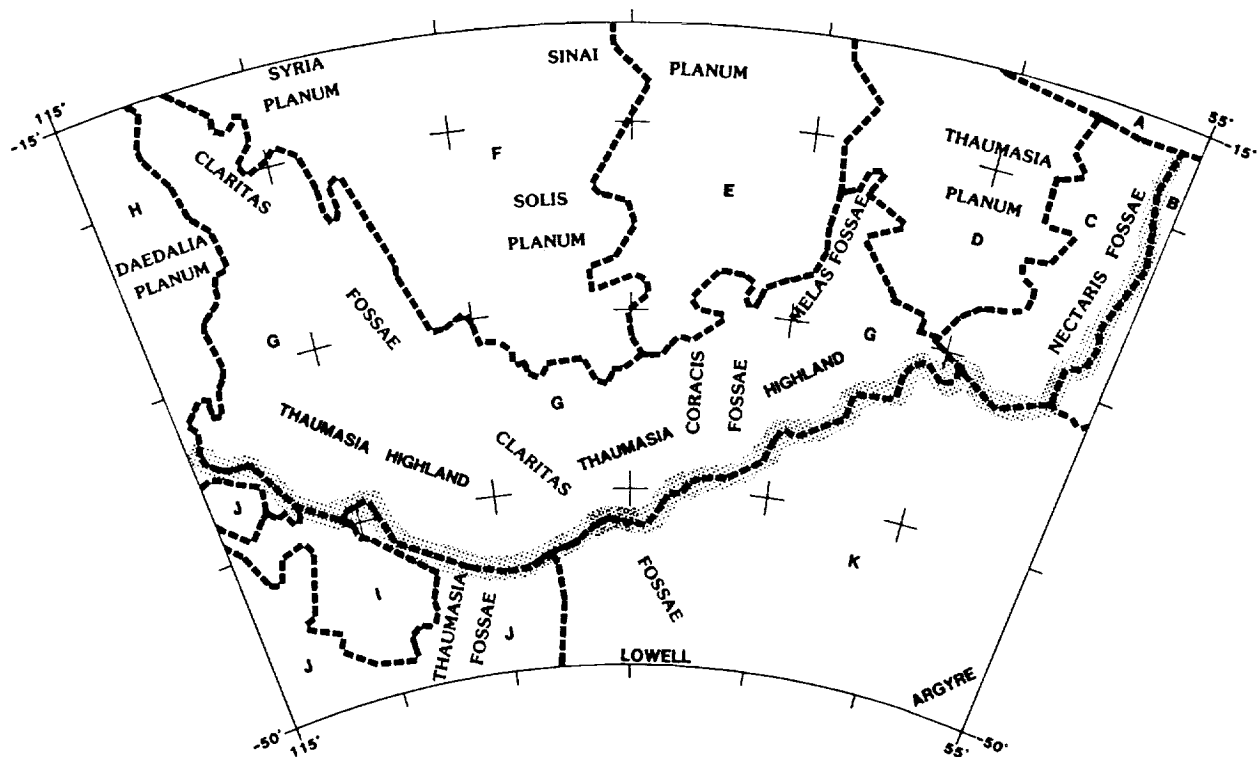 SYRIA
PLANUM
SINAI
PLANUM
115°
-15°
55°
-15°
A
THAUMASIA
PLANUM
CLARITAS
F
E
H
SOLIS
PLANUM
D
C
B
DAEDALIA
PLANUM
MELAS FOSSAE
NECTARIS FOSSAE
FOSSAE
G
G
G
CORACIS
FOSSAE
HIGHLAND
THAUMASIA HIGHLAND
CLARITAS
THAUMASIA
J
I
THAUMASIA
FOSSAE
J
FOSSAE
K
J
LOWELL
ARGYRE
-50°
115°
55°
-50°